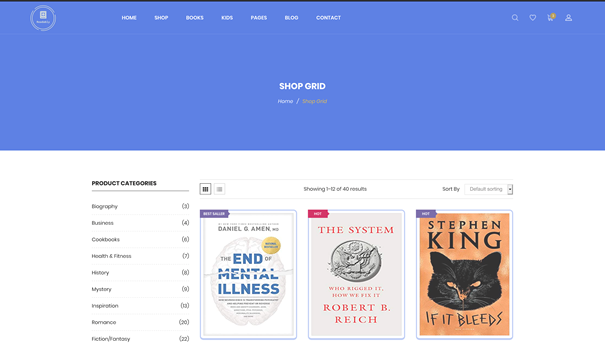 HOME SHOP BOOKS KIDS PAGES BLOG CONTACT
SHOP GRID
Home / Shop Grid
PRODUCT CATEGORIES
Biography (3)
Business (4)
Cookbooks (6)
Health & Fitness (7)
History (8)
Mystery (9)
Inspiration (13)
Romance (20)
Fiction/Fantasy (22)
Showing 1–12 of 40 results
Sort By Default sorting
BEST SALLER
DANIEL G. AMEN, MD
THE END OF
MENTAL
ILLNESS
HOT
THE SYSTEM
WHO RIGGED IT,
HOW WE FIX IT
ROBERT B.
REICH
HOT
STEPHEN
KING
IF IT BLEEDS